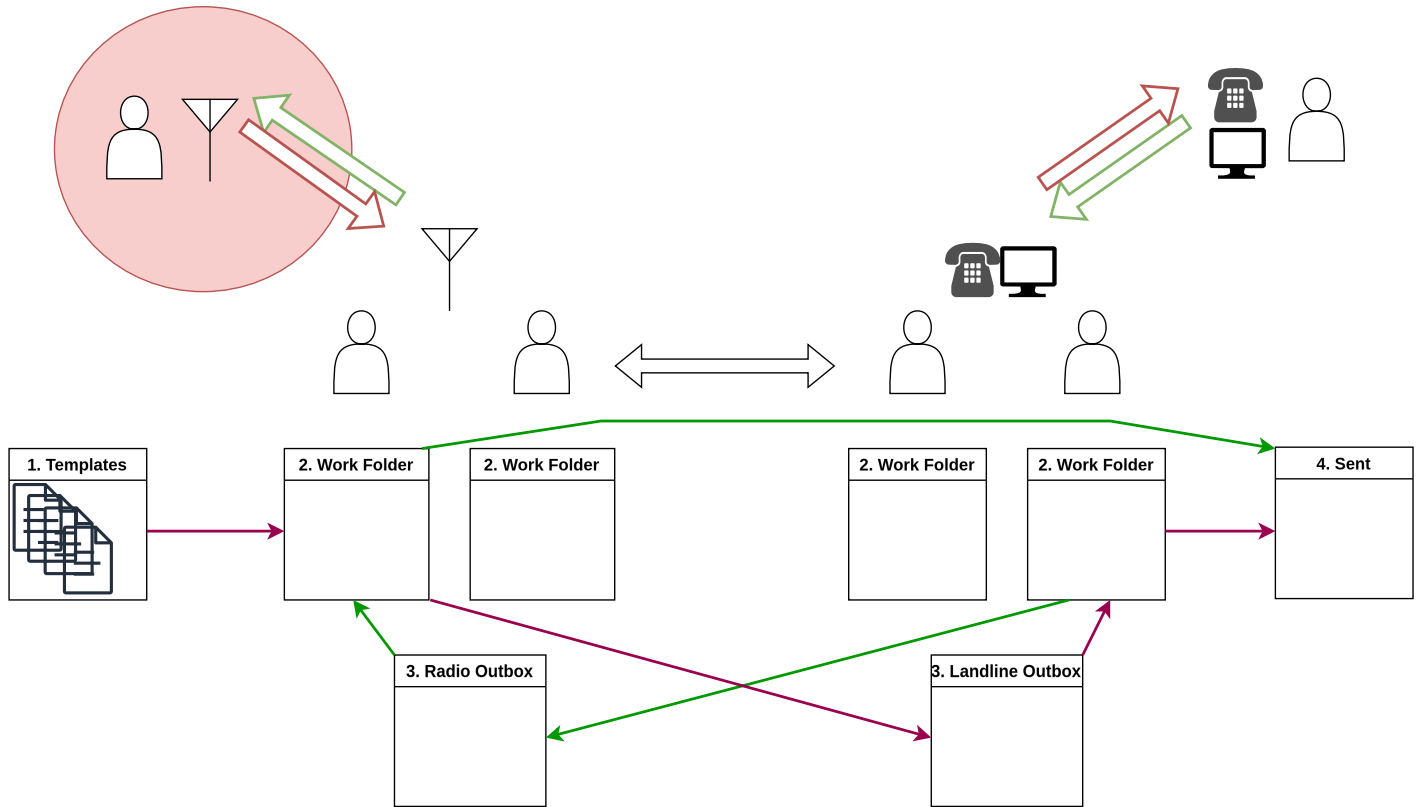 1. Templates
2. Work Folder
2. Work Folder
2. Work Folder
2. Work Folder
4. Sent
3. Radio Outbox
3. Landline Outbox